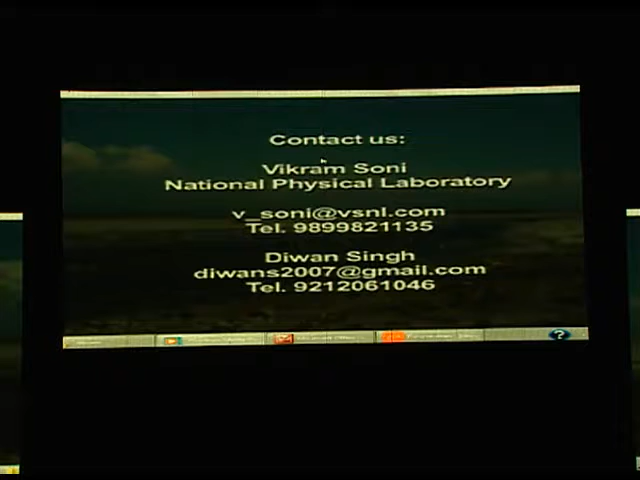 Contact us:
Vikram Soni
National Physical Laboratory
v_soni@vsnl.com
Tel. 9899821135
Diwan Singh
diwans2007@gmail.com
Tel. 9212061046